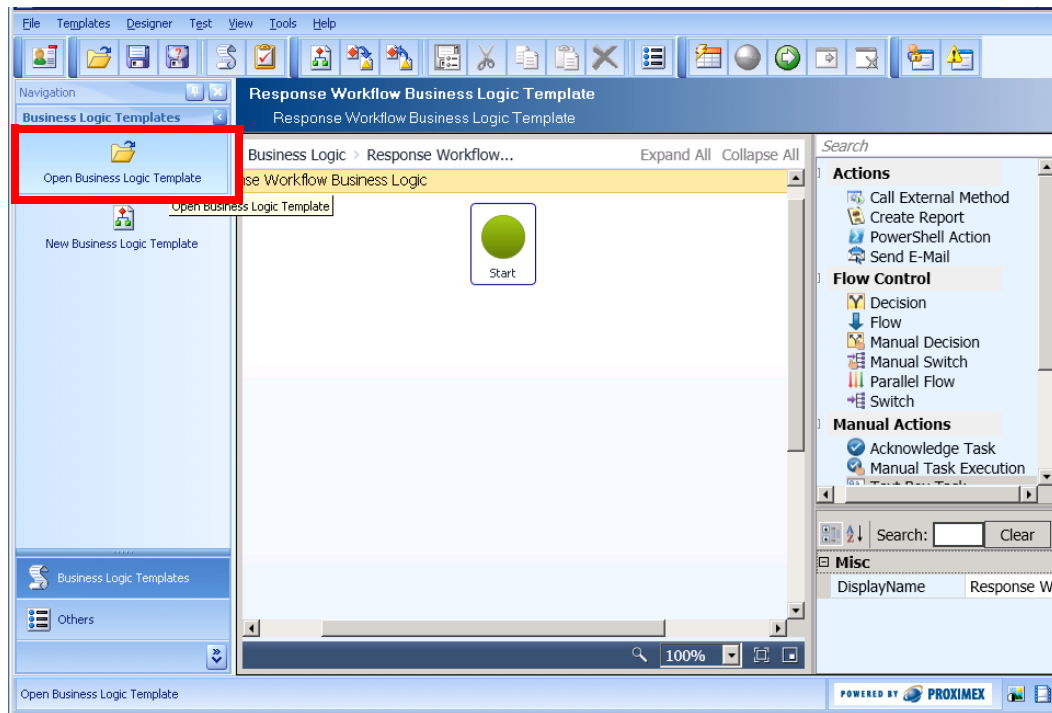 File Templates Designer Test View Tools Help
Navigation
Business Logic Templates
Open Business Logic Template
Open Business Logic Template
New Business Logic Template
Business Logic Templates
Others
Response Workflow Business Logic Template
Response Workflow Business Logic Template
Business Logic > Response Workflow... Expand All Collapse All
se Workflow Business Logic
Start
100%
Search
Actions
Call External Method
Create Report
PowerShell Action
Send E-Mail
Flow Control
Decision
Flow
Manual Decision
Manual Switch
Parallel Flow
Switch
Manual Actions
Acknowledge Task
Manual Task Execution
Text Box Task
Search: Clear
Misc
DisplayName Response W
Open Business Logic Template
POWERED BY PROXIMEX